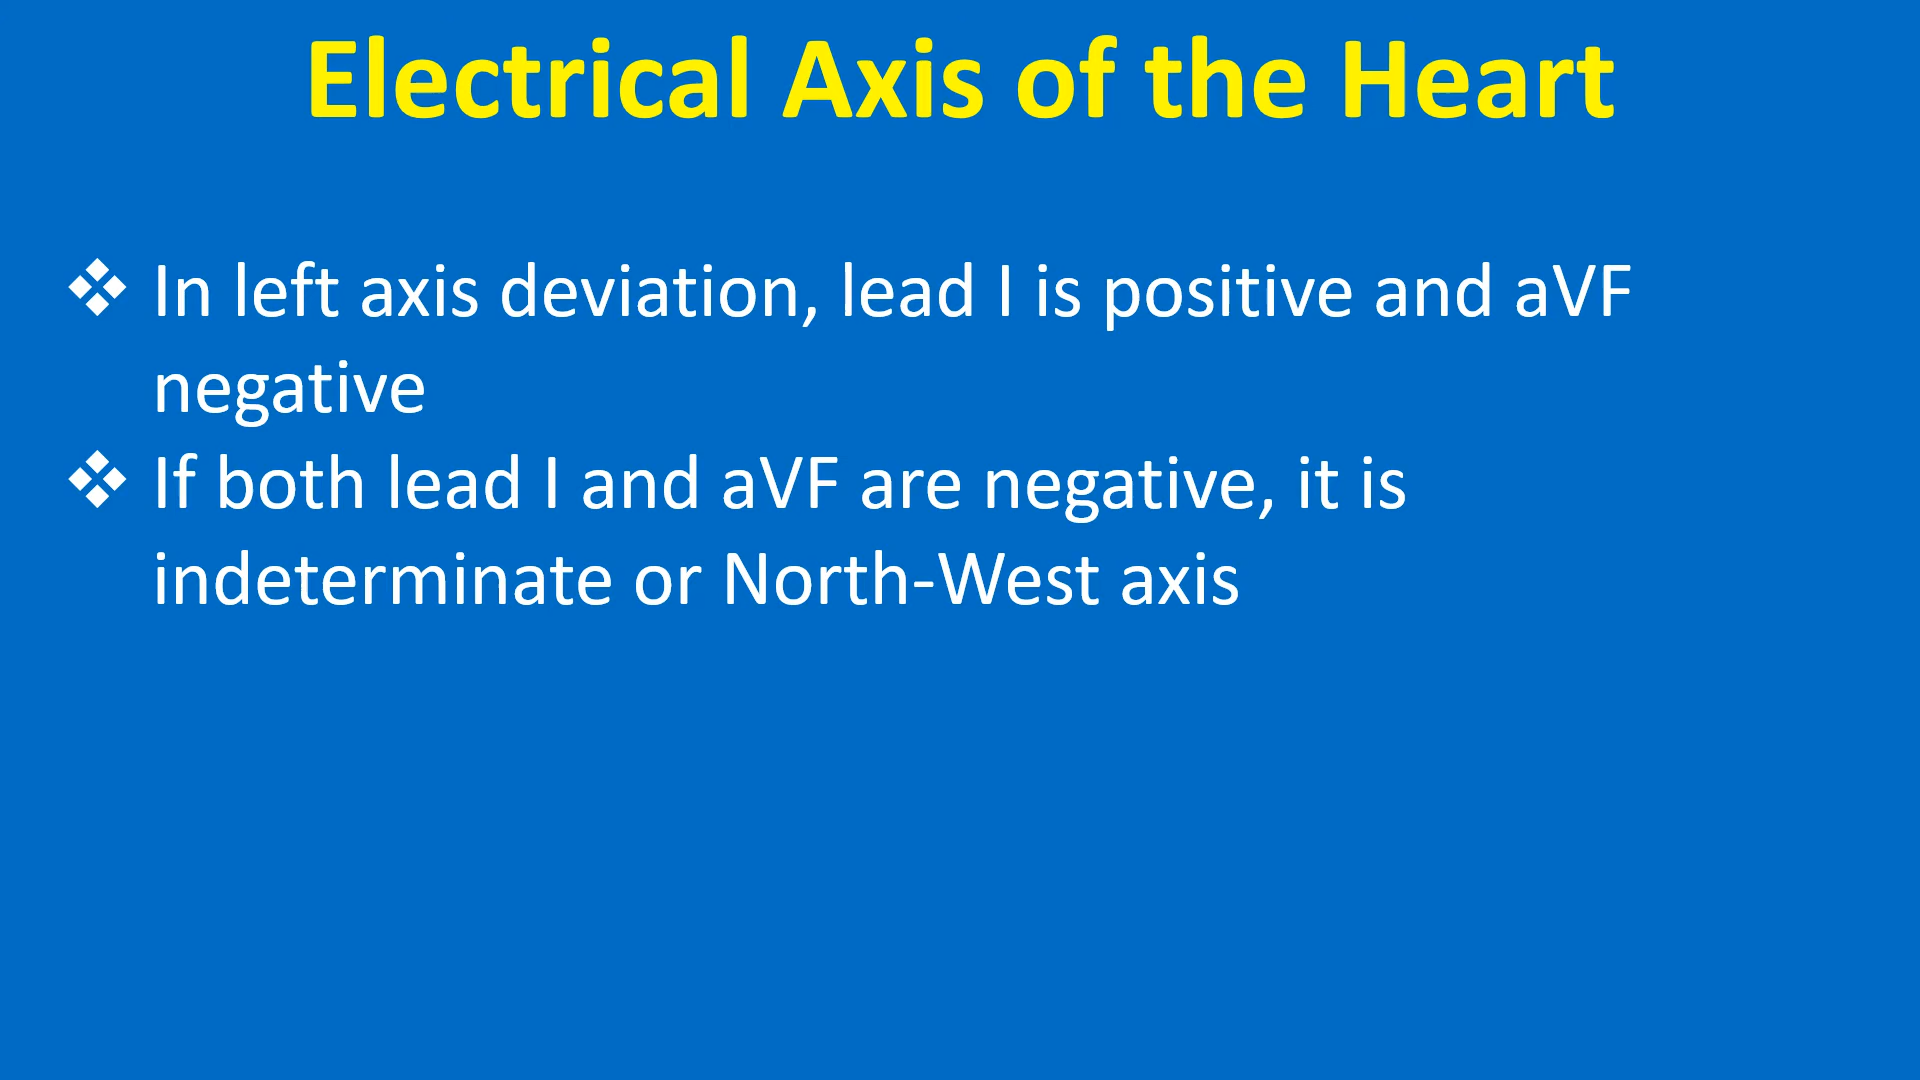 Electrical Axis of the Heart
❖ In left axis deviation, lead I is positive and aVF
negative
❖ If both lead I and aVF are negative, it is
indeterminate or North-West axis